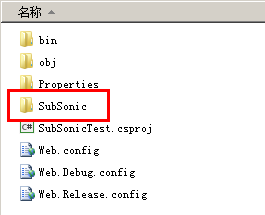 名称
bin
obj
Properties
SubSonic
C#
SubSonicTest.csproj
Web.config
Web.Debug.config
Web.Release.config